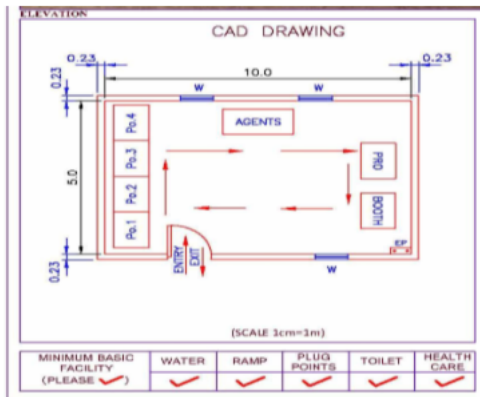 ELEVATION
CAD DRAWING
0.23
0.23
10.0
0.23
W
W
AGENTS
Po.4
Po.3
Po.2
Po.1
5.0
PRO
BOOTH
EP
ENTRY
EXIT
W
0.23
(SCALE 1cm=1m)
MINIMUM BASIC
FACILITY
(PLEASE ✓)
WATER
RAMP
PLUG
POINTS
TOILET
HEALTH
CARE
✓ ✓ ✓ ✓ ✓